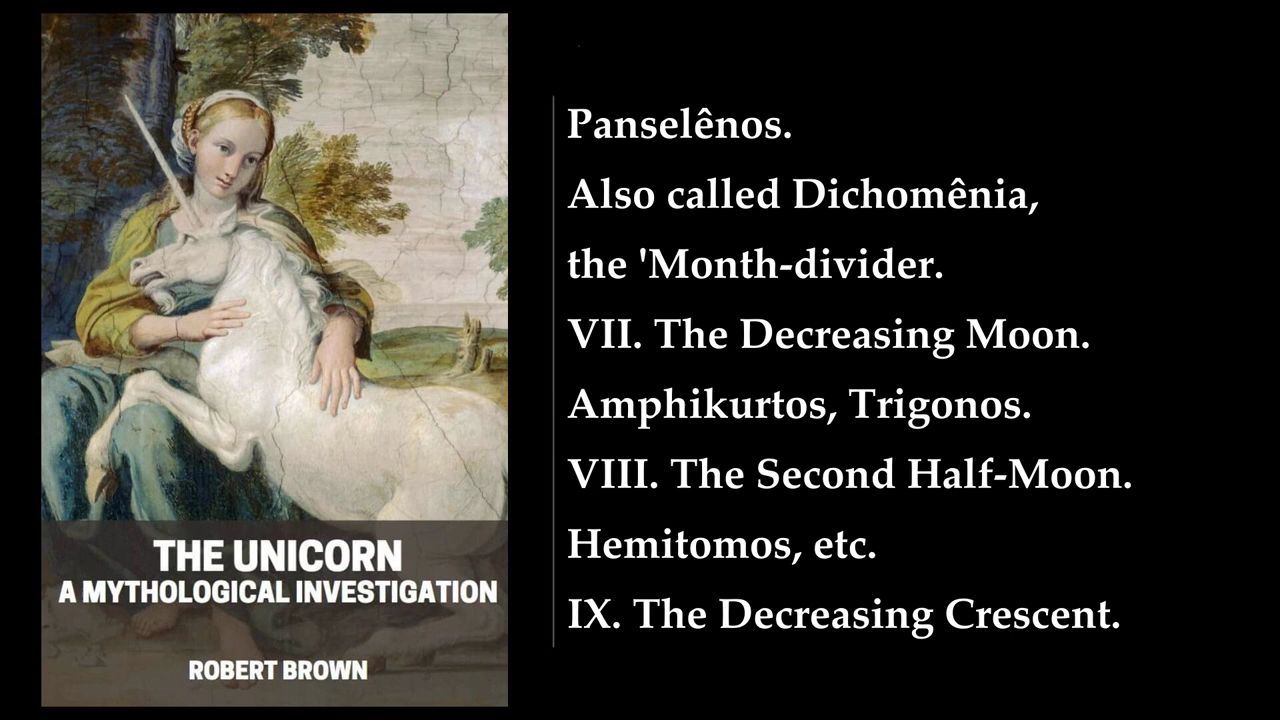 THE UNICORN
A MYTHOLOGICAL INVESTIGATION
ROBERT BROWN
Panselênos.
Also called Dichomênia,
the 'Month-divider.
VII. The Decreasing Moon.
Amphikurtos, Trigonos.
VIII. The Second Half-Moon.
Hemitomos, etc.
IX. The Decreasing Crescent.